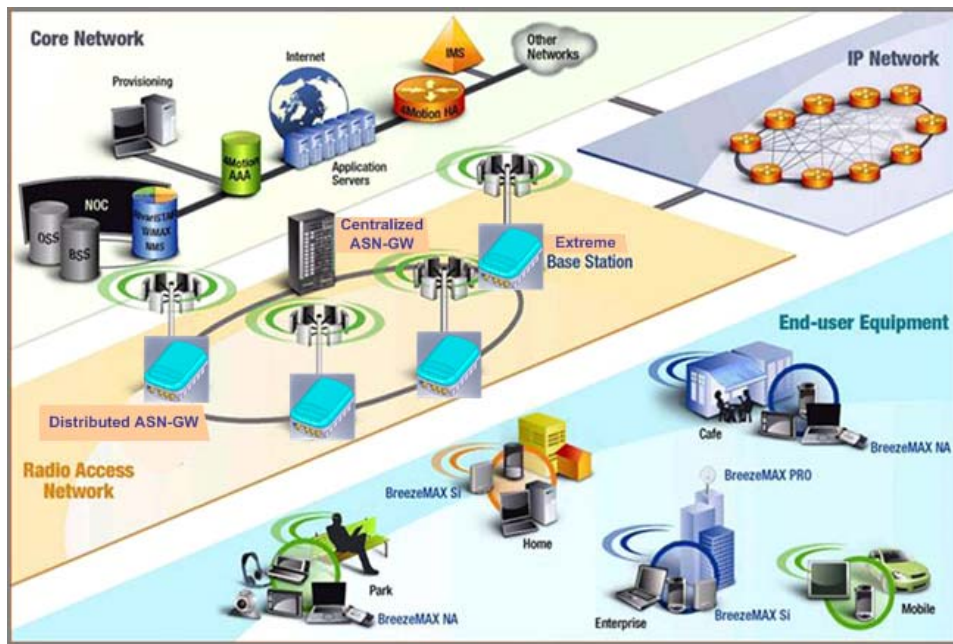 Core Network
Provisioning
Internet
IMS
Other
Networks
4Motion HA
IP Network
4Motion
AAA
Application
Servers
NOC
OSS
BSS
WiMAX
NMS
Centralized
ASN-GW
Extreme
Base Station
Distributed ASN-GW
Radio Access
Network
End-user Equipment
Cafe
BreezeMAX NA
BreezeMAX Si
BreezeMAX PRO
Home
Park
BreezeMAX NA
Enterprise
BreezeMAX Si
Mobile